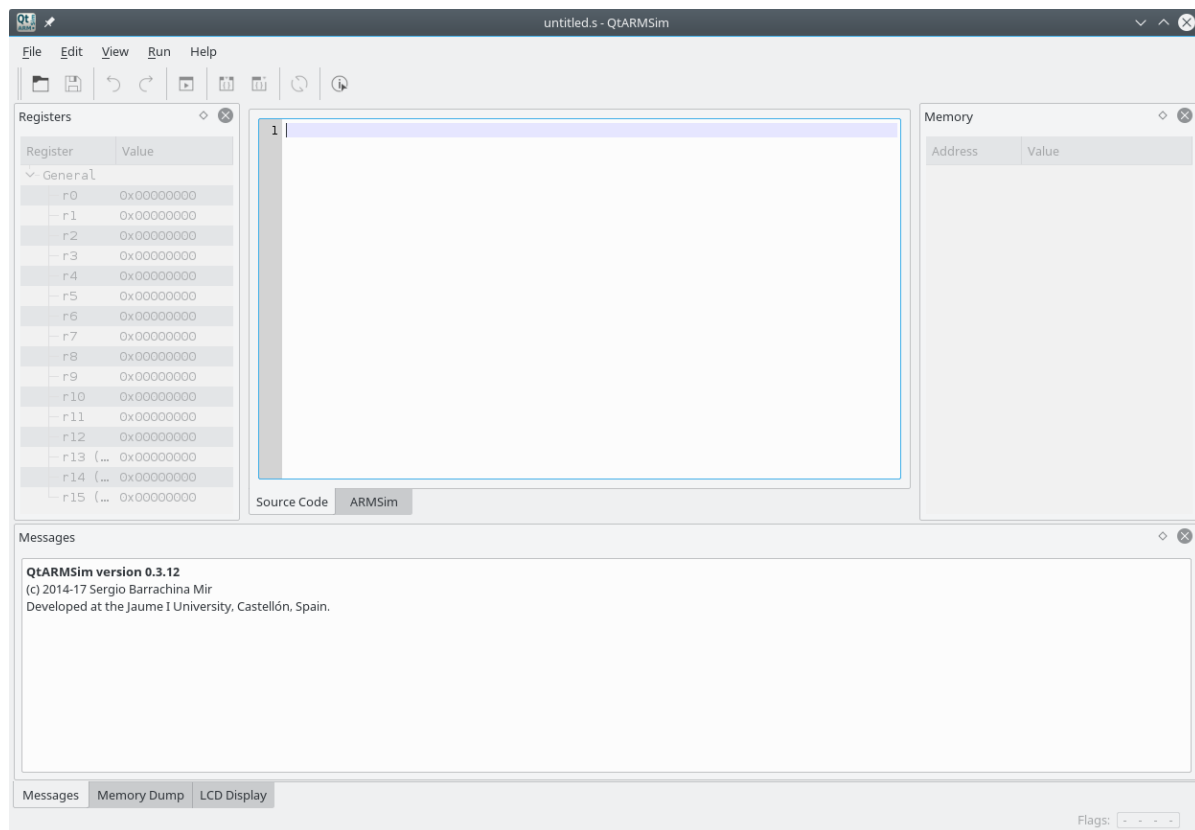 untitled.s - QtARMSim
File Edit View Run Help
Registers
Register Value
General
r0 0x00000000
r1 0x00000000
r2 0x00000000
r3 0x00000000
r4 0x00000000
r5 0x00000000
r6 0x00000000
r7 0x00000000
r8 0x00000000
r9 0x00000000
r10 0x00000000
r11 0x00000000
r12 0x00000000
r13 (… 0x00000000
r14 (… 0x00000000
r15 (… 0x00000000
1
Source Code ARMSim
Memory
Address Value
Messages
QtARMSim version 0.3.12
(c) 2014-17 Sergio Barrachina Mir
Developed at the Jaume I University, Castellón, Spain.
Messages Memory Dump LCD Display
Flags: - - - -